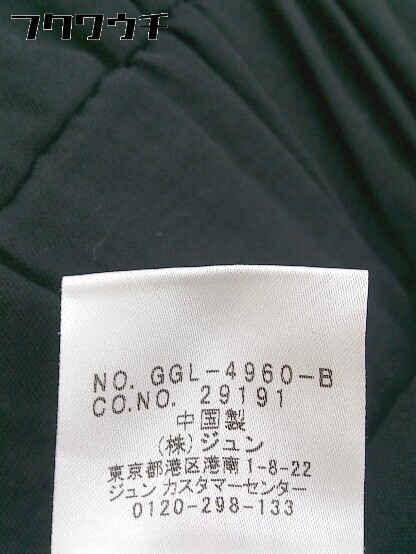 フクワウチ
NO. GGL-4960-B
CO.NO. 29191
中国製
(株)ジュン
東京都港区港南1-8-22
ジュン カスタマーセンター
0120-298-133